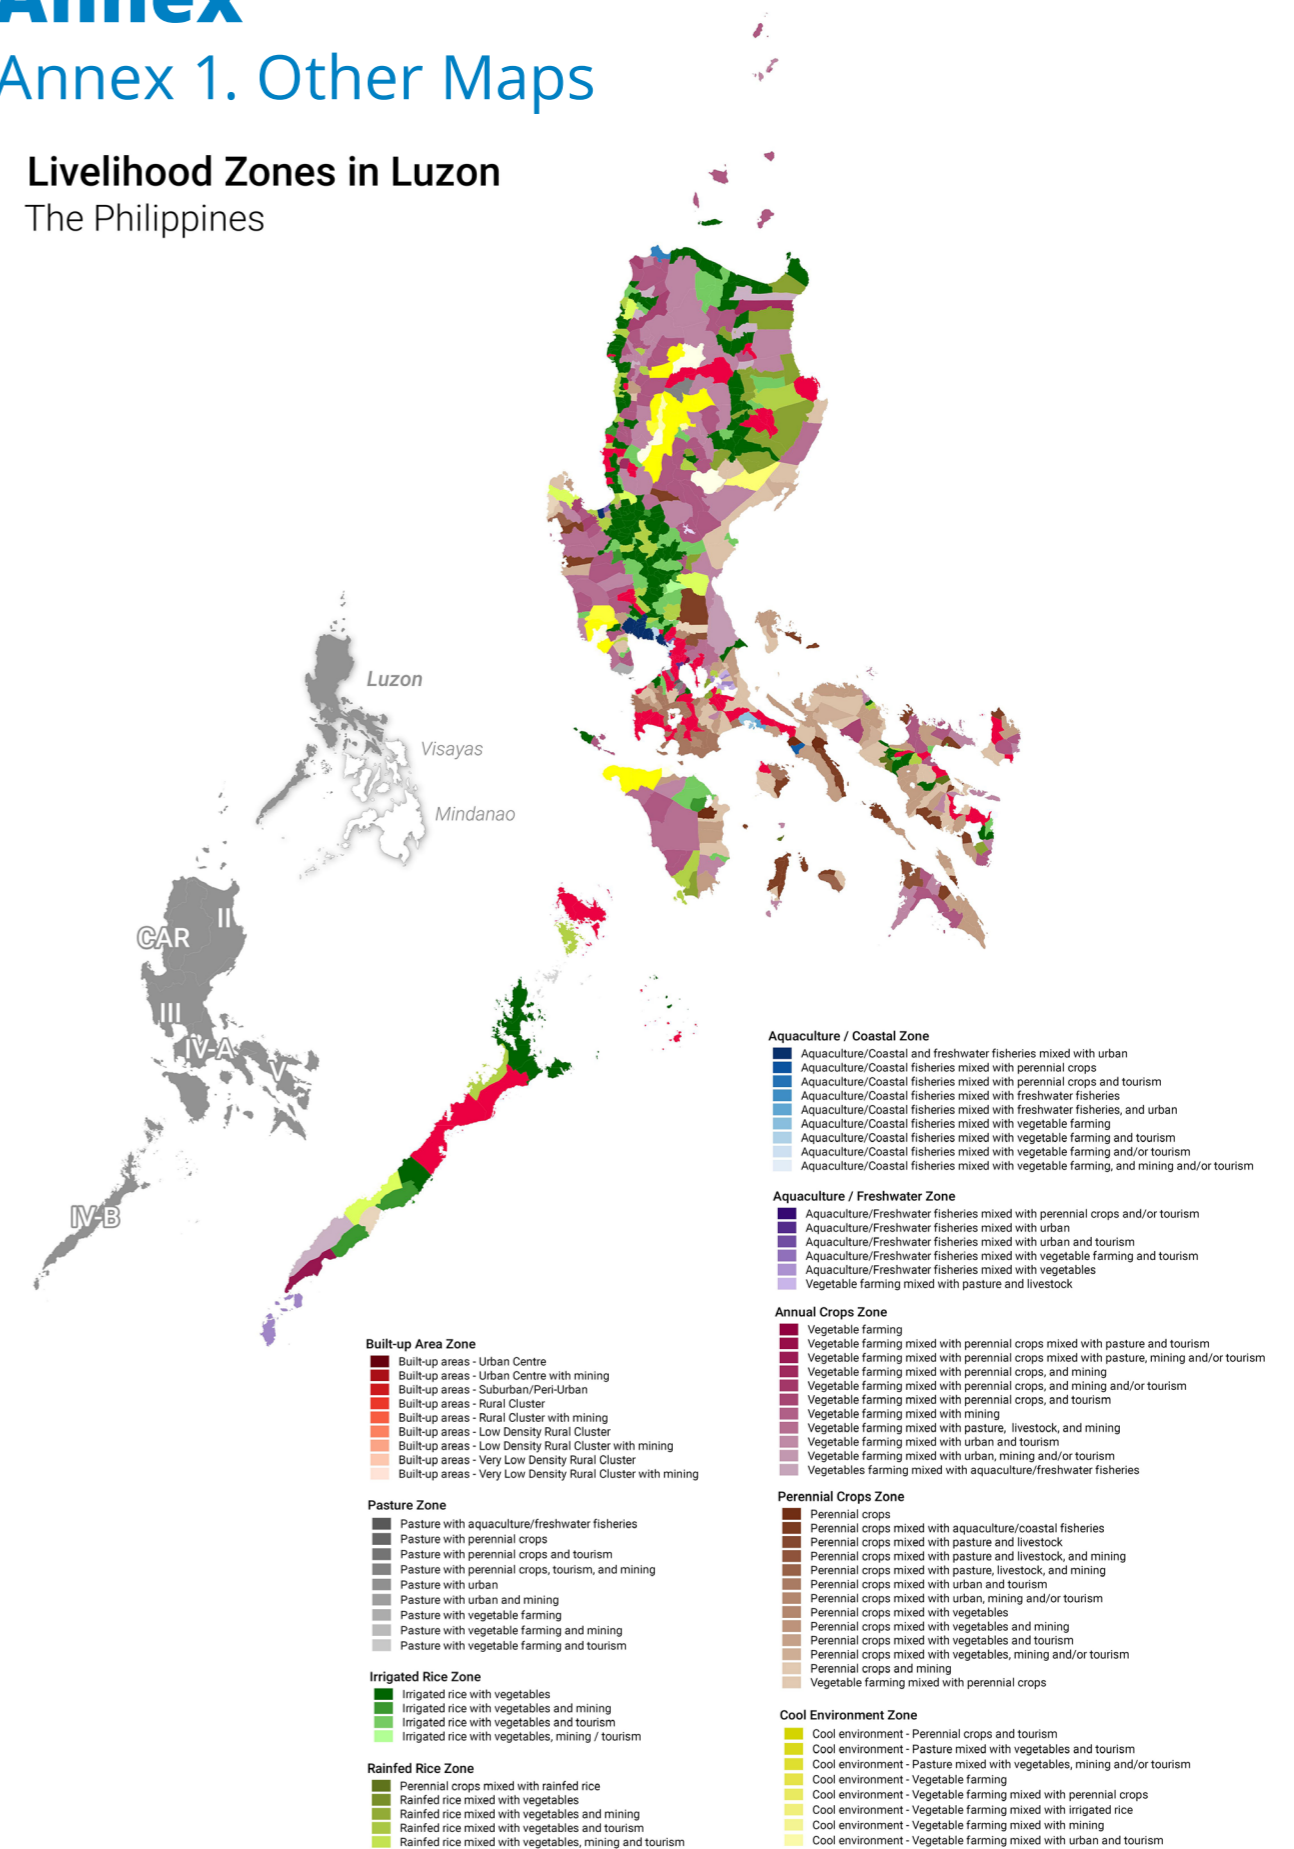 Annex
Annex 1. Other Maps
Livelihood Zones in Luzon
The Philippines
Luzon
Visayas
Mindanao
II
CAR
III
IV-A
V
IV-B
Aquaculture / Coastal Zone
Aquaculture/Coastal and freshwater fisheries mixed with urban
Aquaculture/Coastal fisheries mixed with perennial crops
Aquaculture/Coastal fisheries mixed with perennial crops and tourism
Aquaculture/Coastal fisheries mixed with freshwater fisheries
Aquaculture/Coastal fisheries mixed with freshwater fisheries, and urban
Aquaculture/Coastal fisheries mixed with vegetable farming
Aquaculture/Coastal fisheries mixed with vegetable farming and tourism
Aquaculture/Coastal fisheries mixed with vegetable farming and/or tourism
Aquaculture/Coastal fisheries mixed with vegetable farming, and mining and/or tourism
Aquaculture / Freshwater Zone
Aquaculture/Freshwater fisheries mixed with perennial crops and/or tourism
Aquaculture/Freshwater fisheries mixed with urban
Aquaculture/Freshwater fisheries mixed with urban and tourism
Aquaculture/Freshwater fisheries mixed with vegetable farming and tourism
Aquaculture/Freshwater fisheries mixed with vegetables
Vegetable farming mixed with pasture and livestock
Annual Crops Zone
Vegetable farming
Vegetable farming mixed with perennial crops mixed with pasture and tourism
Vegetable farming mixed with perennial crops mixed with pasture, mining and/or tourism
Vegetable farming mixed with perennial crops, and mining
Vegetable farming mixed with perennial crops, and mining and/or tourism
Vegetable farming mixed with perennial crops, and tourism
Vegetable farming mixed with mining
Vegetable farming mixed with pasture, livestock, and mining
Vegetable farming mixed with urban and tourism
Vegetable farming mixed with urban, mining and/or tourism
Vegetables farming mixed with aquaculture/freshwater fisheries
Perennial Crops Zone
Perennial crops
Perennial crops mixed with aquaculture/coastal fisheries
Perennial crops mixed with pasture and livestock
Perennial crops mixed with pasture and livestock, and mining
Perennial crops mixed with pasture, livestock, and mining
Perennial crops mixed with urban and tourism
Perennial crops mixed with urban, mining and/or tourism
Perennial crops mixed with vegetables
Perennial crops mixed with vegetables and mining
Perennial crops mixed with vegetables and tourism
Perennial crops mixed with vegetables, mining and/or tourism
Perennial crops and mining
Vegetable farming mixed with perennial crops
Cool Environment Zone
Cool environment - Perennial crops and tourism
Cool environment - Pasture mixed with vegetables and tourism
Cool environment - Pasture mixed with vegetables, mining and/or tourism
Cool environment - Vegetable farming
Cool environment - Vegetable farming mixed with perennial crops
Cool environment - Vegetable farming mixed with irrigated rice
Cool environment - Vegetable farming mixed with mining
Cool environment - Vegetable farming mixed with urban and tourism
Built-up Area Zone
Built-up areas - Urban Centre
Built-up areas - Urban Centre with mining
Built-up areas - Suburban/Peri-Urban
Built-up areas - Rural Cluster
Built-up areas - Rural Cluster with mining
Built-up areas - Low Density Rural Cluster
Built-up areas - Low Density Rural Cluster with mining
Built-up areas - Very Low Density Rural Cluster
Built-up areas - Very Low Density Rural Cluster with mining
Pasture Zone
Pasture with aquaculture/freshwater fisheries
Pasture with perennial crops
Pasture with perennial crops and tourism
Pasture with perennial crops, tourism, and mining
Pasture with urban
Pasture with urban and mining
Pasture with vegetable farming
Pasture with vegetable farming and mining
Pasture with vegetable farming and tourism
Irrigated Rice Zone
Irrigated rice with vegetables
Irrigated rice with vegetables and mining
Irrigated rice with vegetables and tourism
Irrigated rice with vegetables, mining / tourism
Rainfed Rice Zone
Perennial crops mixed with rainfed rice
Rainfed rice mixed with vegetables
Rainfed rice mixed with vegetables and mining
Rainfed rice mixed with vegetables and tourism
Rainfed rice mixed with vegetables, mining and tourism